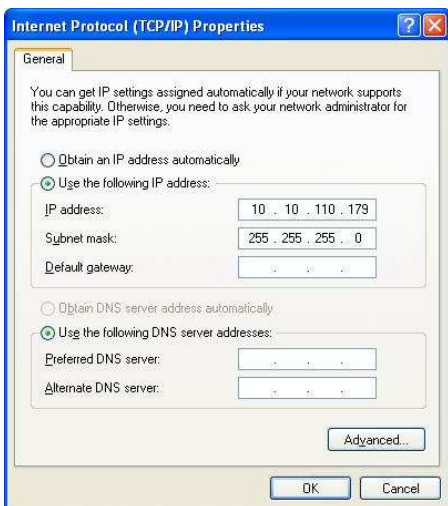 Internet Protocol (TCP/IP) Properties
General
You can get IP settings assigned automatically if your network supports
this capability. Otherwise, you need to ask your network administrator for
the appropriate IP settings.
Obtain an IP address automatically
Use the following IP address:
IP address: 10 . 10 . 110 . 179
Subnet mask: 255 . 255 . 255 . 0
Default gateway: . . .
Obtain DNS server address automatically
Use the following DNS server addresses:
Preferred DNS server: . . .
Alternate DNS server: . . .
Advanced...
OK Cancel